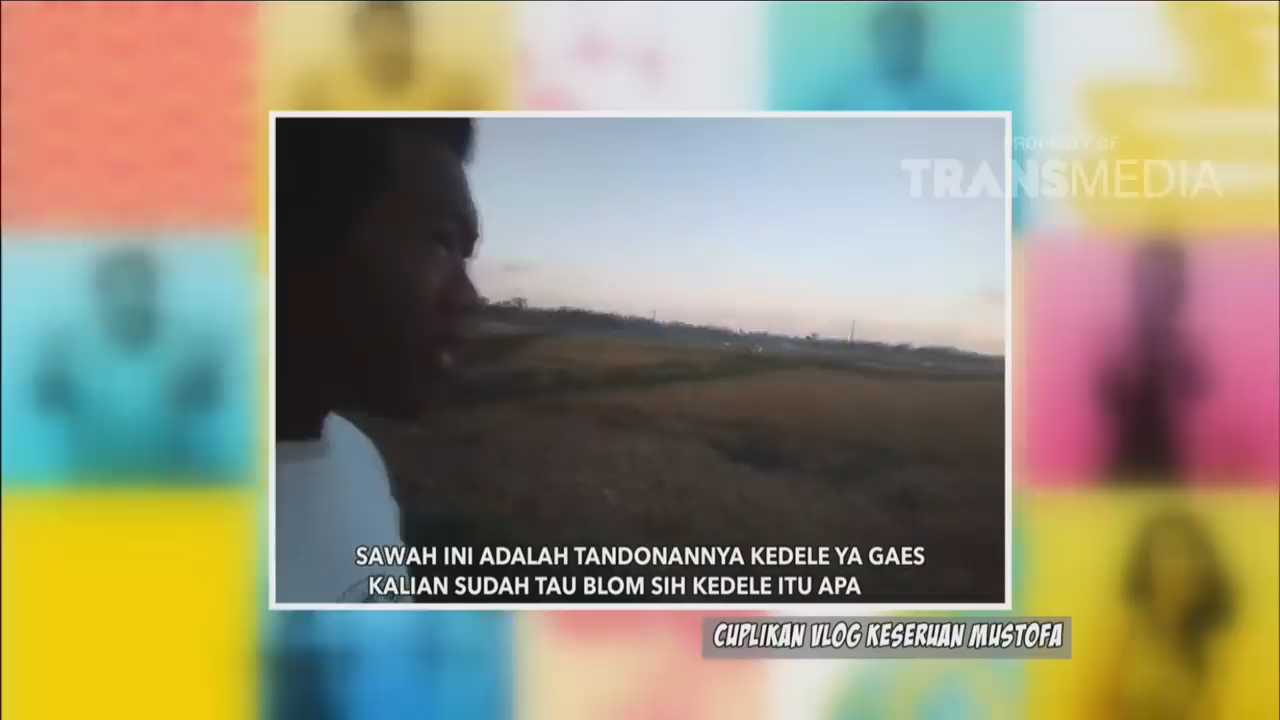 PROPERTY OF
TRANSMEDIA
SAWAH INI ADALAH TANDONANNYA KEDELE YA GAES
KALIAN SUDAH TAU BLOM SIH KEDELE ITU APA
CUPLIKAN VLOG KESERUAN MUSTOFA